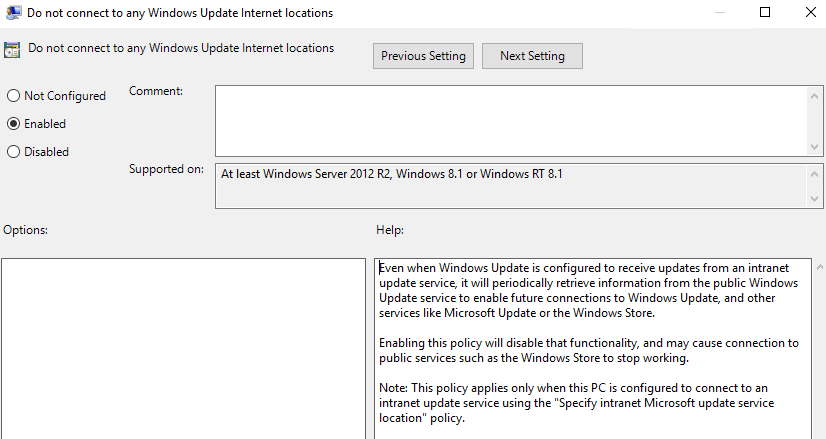 Do not connect to any Windows Update Internet locations
Do not connect to any Windows Update Internet locations
Previous Setting
Next Setting
Not Configured
Comment:
Enabled
Disabled
Supported on:
At least Windows Server 2012 R2, Windows 8.1 or Windows RT 8.1
Options:
Help:
Even when Windows Update is configured to receive updates from an intranet
update service, it will periodically retrieve information from the public Windows
Update service to enable future connections to Windows Update, and other
services like Microsoft Update or the Windows Store.
Enabling this policy will disable that functionality, and may cause connection to
public services such as the Windows Store to stop working.
Note: This policy applies only when this PC is configured to connect to an
intranet update service using the "Specify intranet Microsoft update service
location" policy.